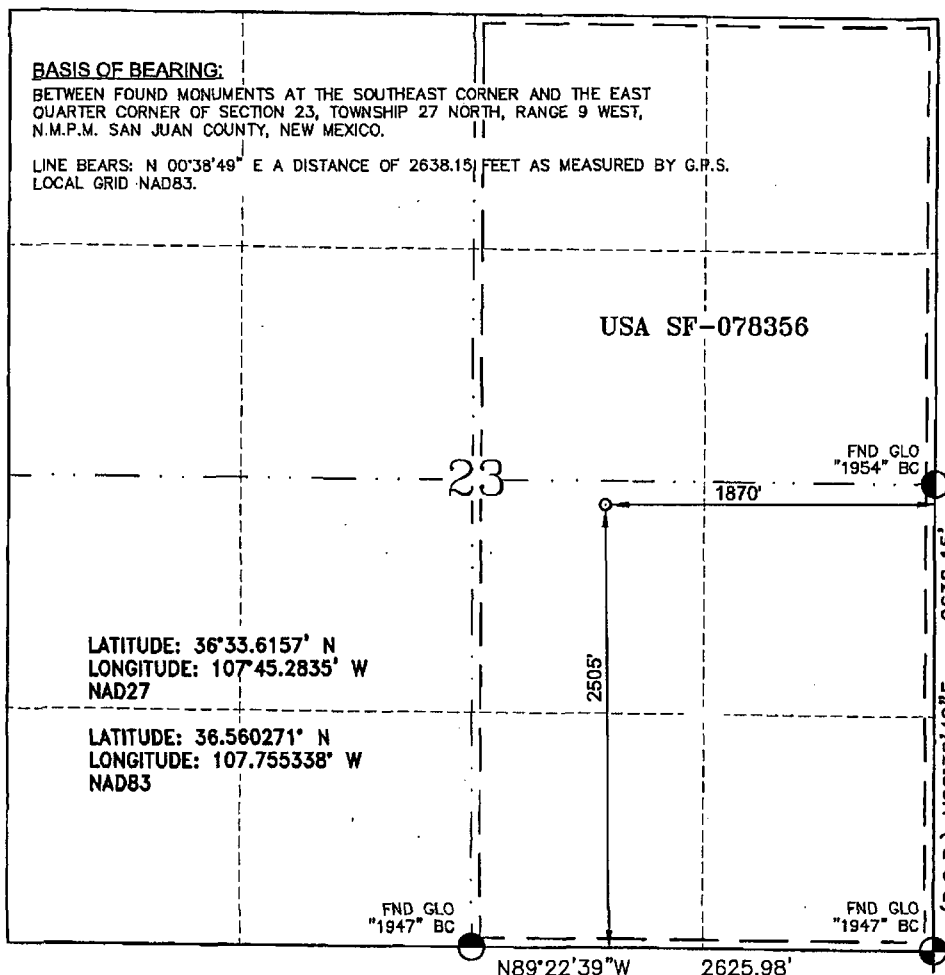 BASIS OF BEARING:
BETWEEN FOUND MONUMENTS AT THE SOUTHEAST CORNER AND THE EAST
QUARTER CORNER OF SECTION 23, TOWNSHIP 27 NORTH, RANGE 9 WEST,
N.M.P.M. SAN JUAN COUNTY, NEW MEXICO.
LINE BEARS: N 00°38'49" E A DISTANCE OF 2638.15 FEET AS MEASURED BY G.P.S.
LOCAL GRID NAD83.
USA SF-078356
FND GLO
"1954" BC
23
1870'
2505'
LATITUDE: 36°33.6157' N
LONGITUDE: 107°45.2835' W
NAD27
LATITUDE: 36.560271° N
LONGITUDE: 107.755338° W
NAD83
FND GLO
"1947" BC
FND GLO
"1947" BC
N89°22'39"W 2625.98'